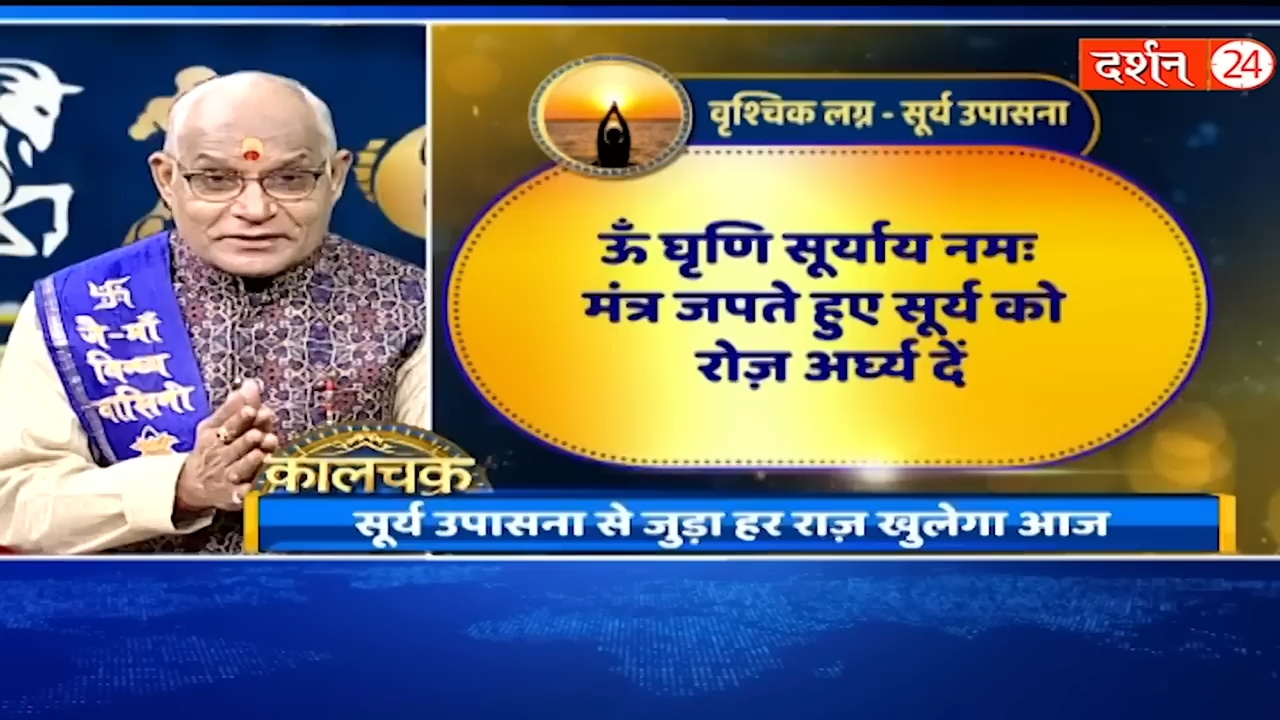 दर्शन 24
वृश्चिक लग्न - सूर्य उपासना
ॐ घृणि सूर्याय नमः
मंत्र जपते हुए सूर्य को
रोज़ अर्घ्य दें
जै-माँ
विन्ध्य
वासिनी
कालचक्र
सूर्य उपासना से जुड़ा हर राज़ खुलेगा आज